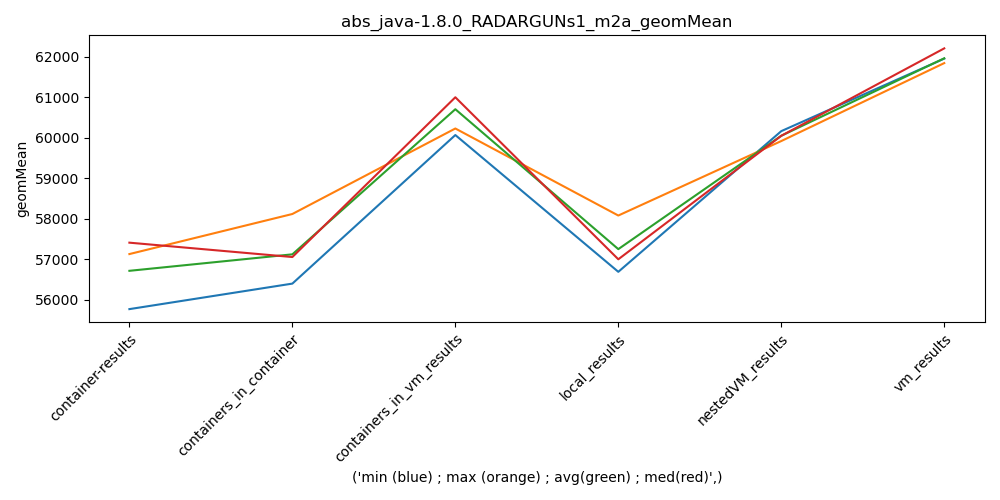 abs_java-1.8.0_RADARGUNs1_m2a_geomMean
geomMean
62000
61000
60000
59000
58000
57000
56000
container-results
containers_in_container
containers_in_vm_results
local_results
nestedVM_results
vm_results
('min (blue) ; max (orange) ; avg(green) ; med(red)',)